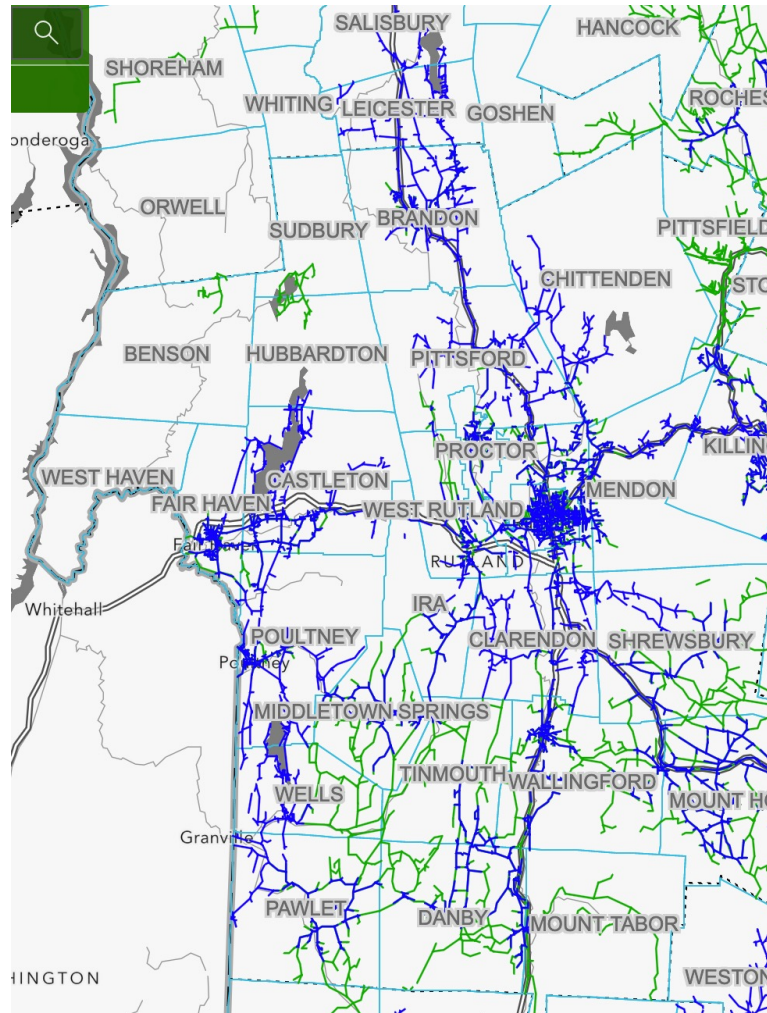 SALISBURY
HANCOCK
SHOREHAM
ROCHES
WHITING
LEICESTER
GOSHEN
onderoga
ORWELL
BRANDON
SUDBURY
PITTSFIELD
CHITTENDEN
STO
BENSON
HUBBARDTON
PITTSFORD
PROCTOR
KILLIN
WEST HAVEN
CASTLETON
MENDON
FAIR HAVEN
WEST RUTLAND
Fair Haven
RUTLAND
IRA
Whitehall
POULTNEY
CLARENDON
SHREWSBURY
Poultney
MIDDLETOWN SPRINGS
TINMOUTH
WALLINGFORD
WELLS
MOUNT HO
Granville
PAWLET
DANBY
MOUNT TABOR
HINGTON
WESTON